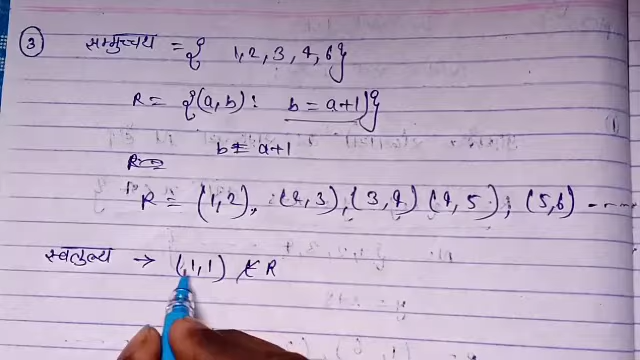 ③ समुच्चय = { 1, 2, 3, 4, 6}
R = {(a, b) : b = a+1}
b = a+1
R = (1, 2), (2, 3), (3, 4) (4, 5), (5, 6) - - -
स्वतुल्य → (1, 1) ∉ R